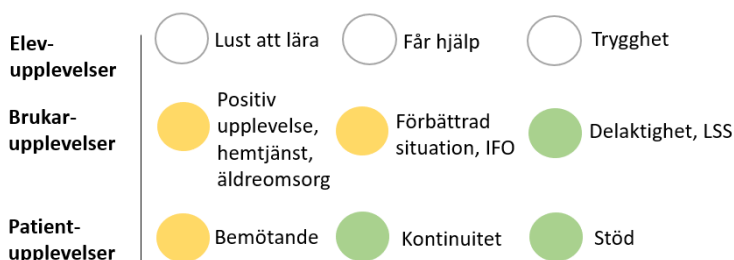 Elev-
upplevelser
Lust att lära
Får hjälp
Trygghet
Brukar-
upplevelser
Positiv
upplevelse,
hemtjänst,
äldreomsorg
Förbättrad
situation, IFO
Delaktighet, LSS
Patient-
upplevelser
Bemötande
Kontinuitet
Stöd